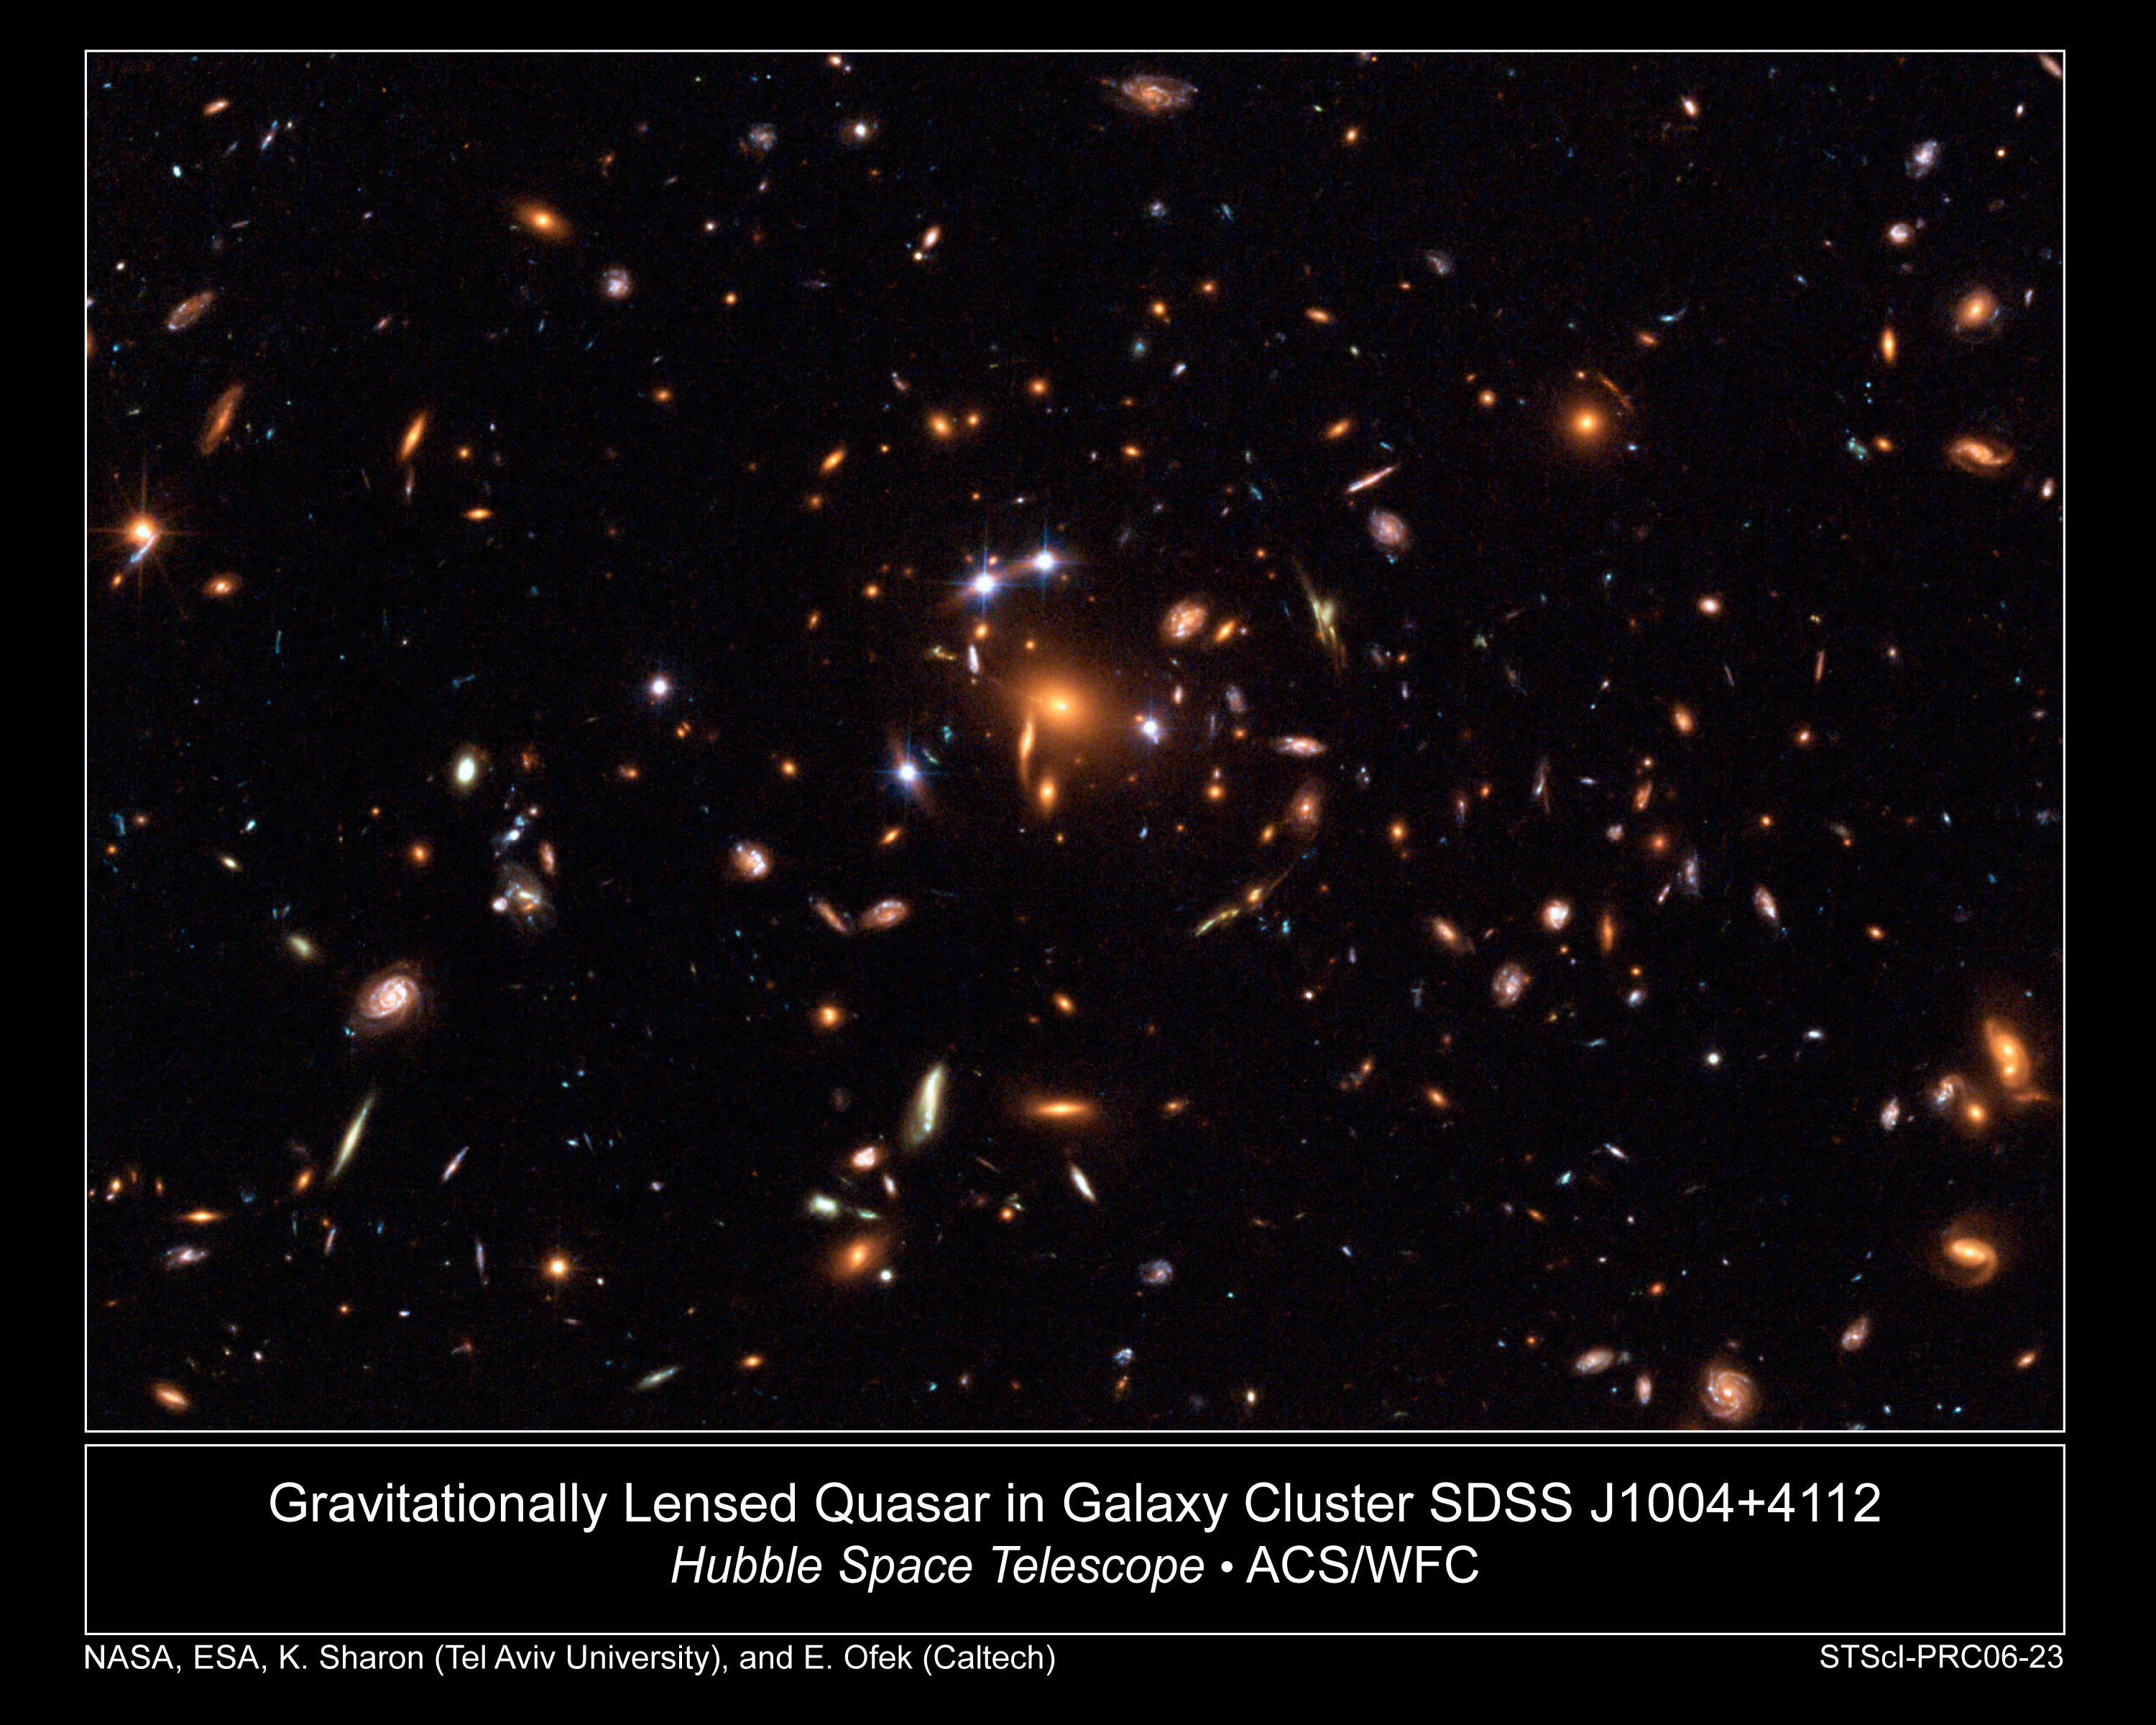 Gravitationally Lensed Quasar in Galaxy Cluster SDSS J1004+4112
Hubble Space Telescope • ACS/WFC
NASA, ESA, K. Sharon (Tel Aviv University), and E. Ofek (Caltech)
STScI-PRC06-23